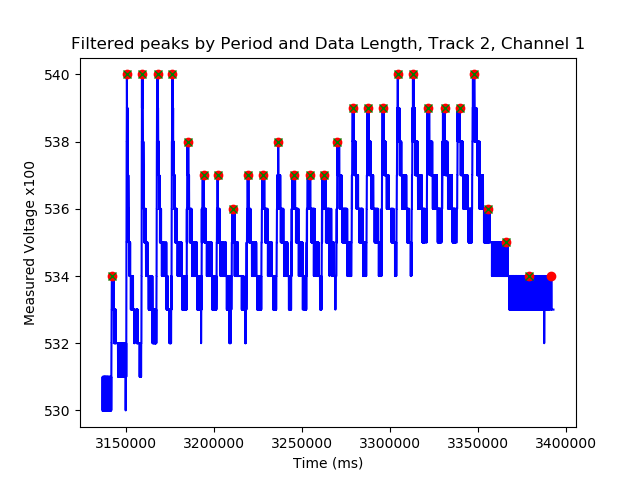 Filtered peaks by Period and Data Length, Track 2, Channel 1
540
538
536
534
532
530
Measured Voltage x100
3150000 3200000 3250000 3300000 3350000 3400000
Time (ms)